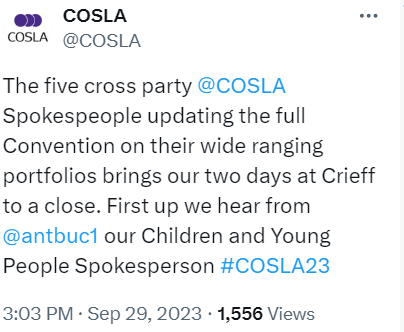 COSLA
@COSLA
COSLA
The five cross party @COSLA
Spokespeople updating the full
Convention on their wide ranging
portfolios brings our two days at Crieff
to a close. First up we hear from
@antbuc1 our Children and Young
People Spokesperson #COSLA23
3:03 PM · Sep 29, 2023 · 1,556 Views